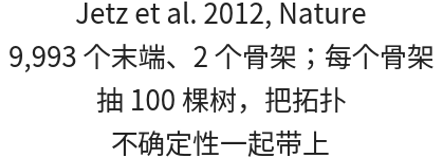 Jetz et al. 2012, Nature
9,993 个末端、2 个骨架；每个骨架
抽 100 棵树，把拓扑
不确定性一起带上